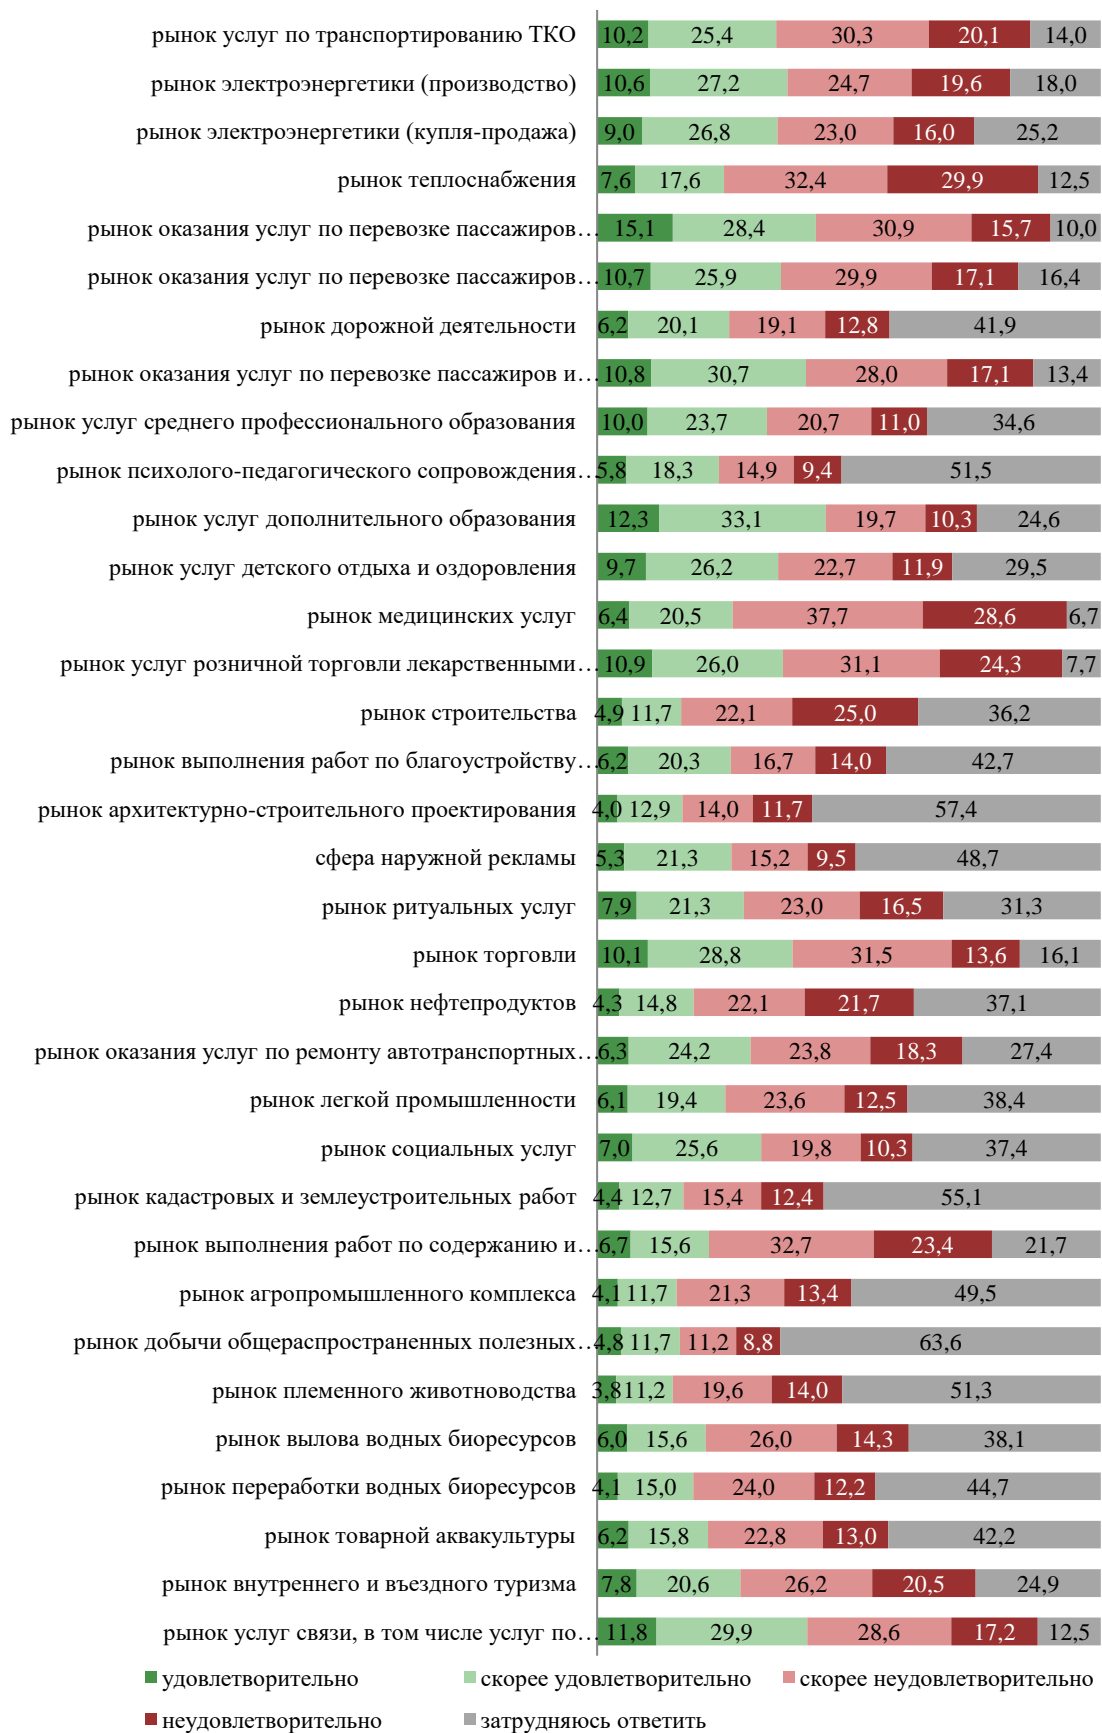 рынок услуг по транспортированию ТКО 10,2 25,4 30,3 20,1 14,0
рынок электроэнергетики (производство) 10,6 27,2 24,7 19,6 18,0
рынок электроэнергетики (купля-продажа) 9,0 26,8 23,0 16,0 25,2
рынок теплоснабжения 7,6 17,6 32,4 29,9 12,5
рынок оказания услуг по перевозке пассажиров… 15,1 28,4 30,9 15,7 10,0
рынок оказания услуг по перевозке пассажиров… 10,7 25,9 29,9 17,1 16,4
рынок дорожной деятельности 6,2 20,1 19,1 12,8 41,9
рынок оказания услуг по перевозке пассажиров и… 10,8 30,7 28,0 17,1 13,4
рынок услуг среднего профессионального образования 10,0 23,7 20,7 11,0 34,6
рынок психолого-педагогического сопровождения… 5,8 18,3 14,9 9,4 51,5
рынок услуг дополнительного образования 12,3 33,1 19,7 10,3 24,6
рынок услуг детского отдыха и оздоровления 9,7 26,2 22,7 11,9 29,5
рынок медицинских услуг 6,4 20,5 37,7 28,6 6,7
рынок услуг розничной торговли лекарственными… 10,9 26,0 31,1 24,3 7,7
рынок строительства 4,9 11,7 22,1 25,0 36,2
рынок выполнения работ по благоустройству… 6,2 20,3 16,7 14,0 42,7
рынок архитектурно-строительного проектирования 4,0 12,9 14,0 11,7 57,4
сфера наружной рекламы 5,3 21,3 15,2 9,5 48,7
рынок ритуальных услуг 7,9 21,3 23,0 16,5 31,3
рынок торговли 10,1 28,8 31,5 13,6 16,1
рынок нефтепродуктов 4,3 14,8 22,1 21,7 37,1
рынок оказания услуг по ремонту автотранспортных… 6,3 24,2 23,8 18,3 27,4
рынок легкой промышленности 6,1 19,4 23,6 12,5 38,4
рынок социальных услуг 7,0 25,6 19,8 10,3 37,4
рынок кадастровых и землеустроительных работ 4,4 12,7 15,4 12,4 55,1
рынок выполнения работ по содержанию и… 6,7 15,6 32,7 23,4 21,7
рынок агропромышленного комплекса 4,1 11,7 21,3 13,4 49,5
рынок добычи общераспространенных полезных… 4,8 11,7 11,2 8,8 63,6
рынок племенного животноводства 3,8 11,2 19,6 14,0 51,3
рынок вылова водных биоресурсов 6,0 15,6 26,0 14,3 38,1
рынок переработки водных биоресурсов 4,1 15,0 24,0 12,2 44,7
рынок товарной аквакультуры 6,2 15,8 22,8 13,0 42,2
рынок внутреннего и въездного туризма 7,8 20,6 26,2 20,5 24,9
рынок услуг связи, в том числе услуг по… 11,8 29,9 28,6 17,2 12,5
удовлетворительно скорее удовлетворительно скорее неудовлетворительно
неудовлетворительно затрудняюсь ответить